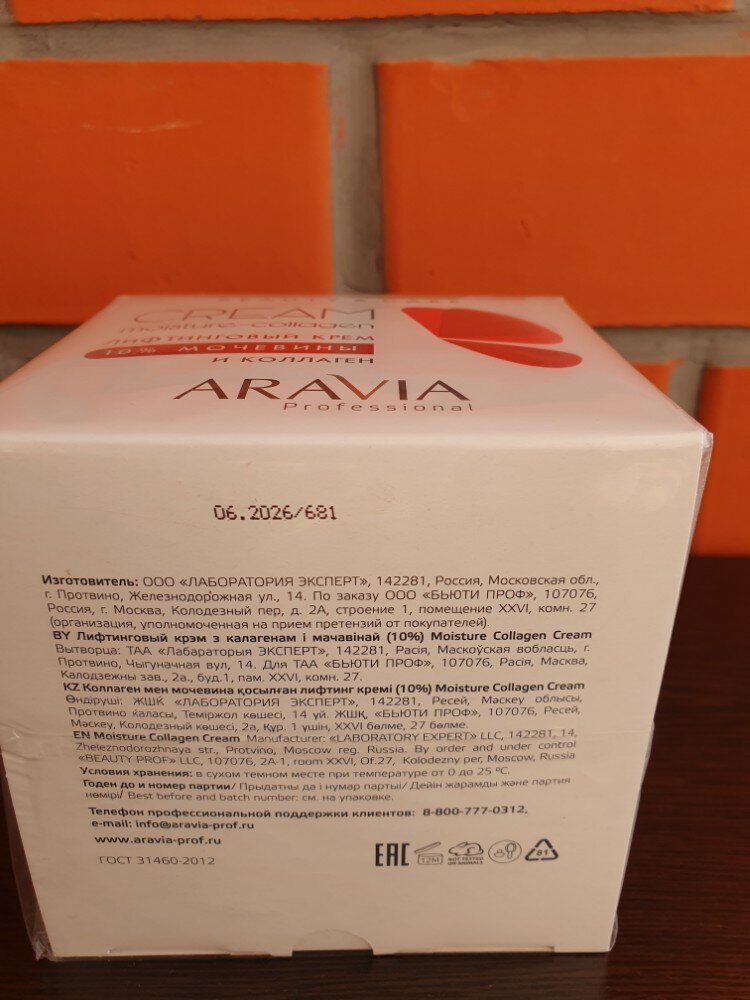 CREAM
moisture-collagen
ЛИФТИНГОВЫЙ КРЕМ
10% МОЧЕВИНЫ
И КОЛЛАГЕН
ARAVIA
Professional
06.2026/681
Изготовитель: ООО «ЛАБОРАТОРИЯ ЭКСПЕРТ», 142281, Россия, Московская обл.,
г. Протвино, Железнодорожная ул., 14. По заказу ООО «БЬЮТИ ПРОФ», 107076,
Россия, г. Москва, Колодезный пер, д. 2А, строение 1, помещение XXVI, комн. 27
(организация, уполномоченная на прием претензий от покупателей).
BY Лифтинговый крэм з калагенам і мачавінай (10%) Moisture Collagen Cream
Вытворца: ТАА «Лабараторыя ЭКСПЕРТ», 142281, Расія, Маскоўская вобласць, г.
Протвино, Чыгуначная вул, 14. Для ТАА «БЬЮТИ ПРОФ», 107076, Расія, Масква,
Калодзежны зав., 2а., буд.1, пам. XXVI, комн. 27.
KZ Коллаген мен мочевина қосылған лифтинг кремі (10%) Moisture Collagen Cream
Өндіруші: ЖШК «ЛАБОРАТОРИЯ ЭКСПЕРТ», 142281, Ресей, Мәскеу облысы,
Протвино каласы, Теміржол көшесі, 14 үй. ЖШҚ, «БЬЮТИ ПРОФ», 107076, Ресей,
Мәскеу, Колодезный көшесі, 2а, Құр. 1 үшін, XXVI бөлме, 27 бөлме.
EN Moisture Collagen Cream Manufacturer: «LABORATORY EXPERT» LLC, 142281, 14,
Zheleznodorozhnaya str., Protvino, Moscow reg. Russia. By order and under control
«BEAUTY PROF» LLC, 107076, 2A-1, room XXVI, Of.27, Kolodezny per, Moscow, Russia
Условия хранения: в сухом темном месте при температуре от 0 до 25 ºС.
Годен до и номер партии/ Прыдатны да і нумар партыі/ Дейін жарамды және партия
нөмірі/ Best before and batch number: см. на упаковке.
Телефон профессиональной поддержки клиентов: 8-800-777-0312,
e-mail: info@aravia-prof.ru
www.aravia-prof.ru
ГОСТ 31460-2012
EAC
12M
NOT TESTED
ON ANIMALS
81